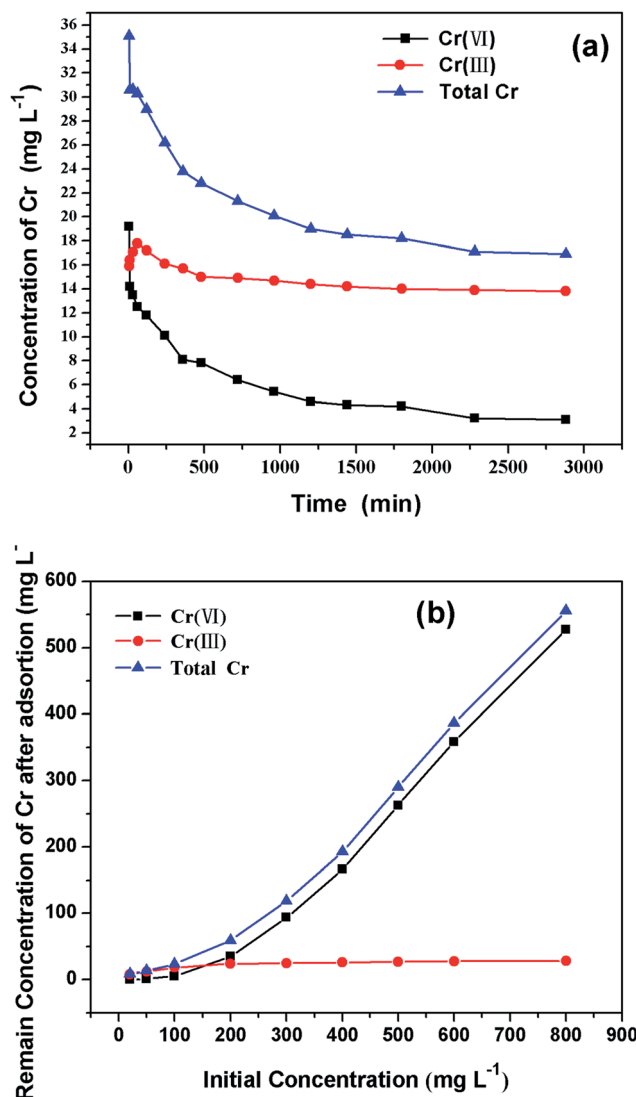 36
34
32
30
28
26
24
22
20
18
16
14
12
10
8
6
4
2
Concentration of Cr (mg L-1)
Cr(Ⅵ)
Cr(Ⅲ)
Total Cr
(a)
0 500 1000 1500 2000 2500 3000
Time (min)
600
500
400
300
200
100
0
Remain Concentration of Cr after adsortion (mg L-
Cr(Ⅵ)
Cr(Ⅲ)
Total Cr
(b)
0 100 200 300 400 500 600 700 800 900
Initial Concentration (mg L-1)